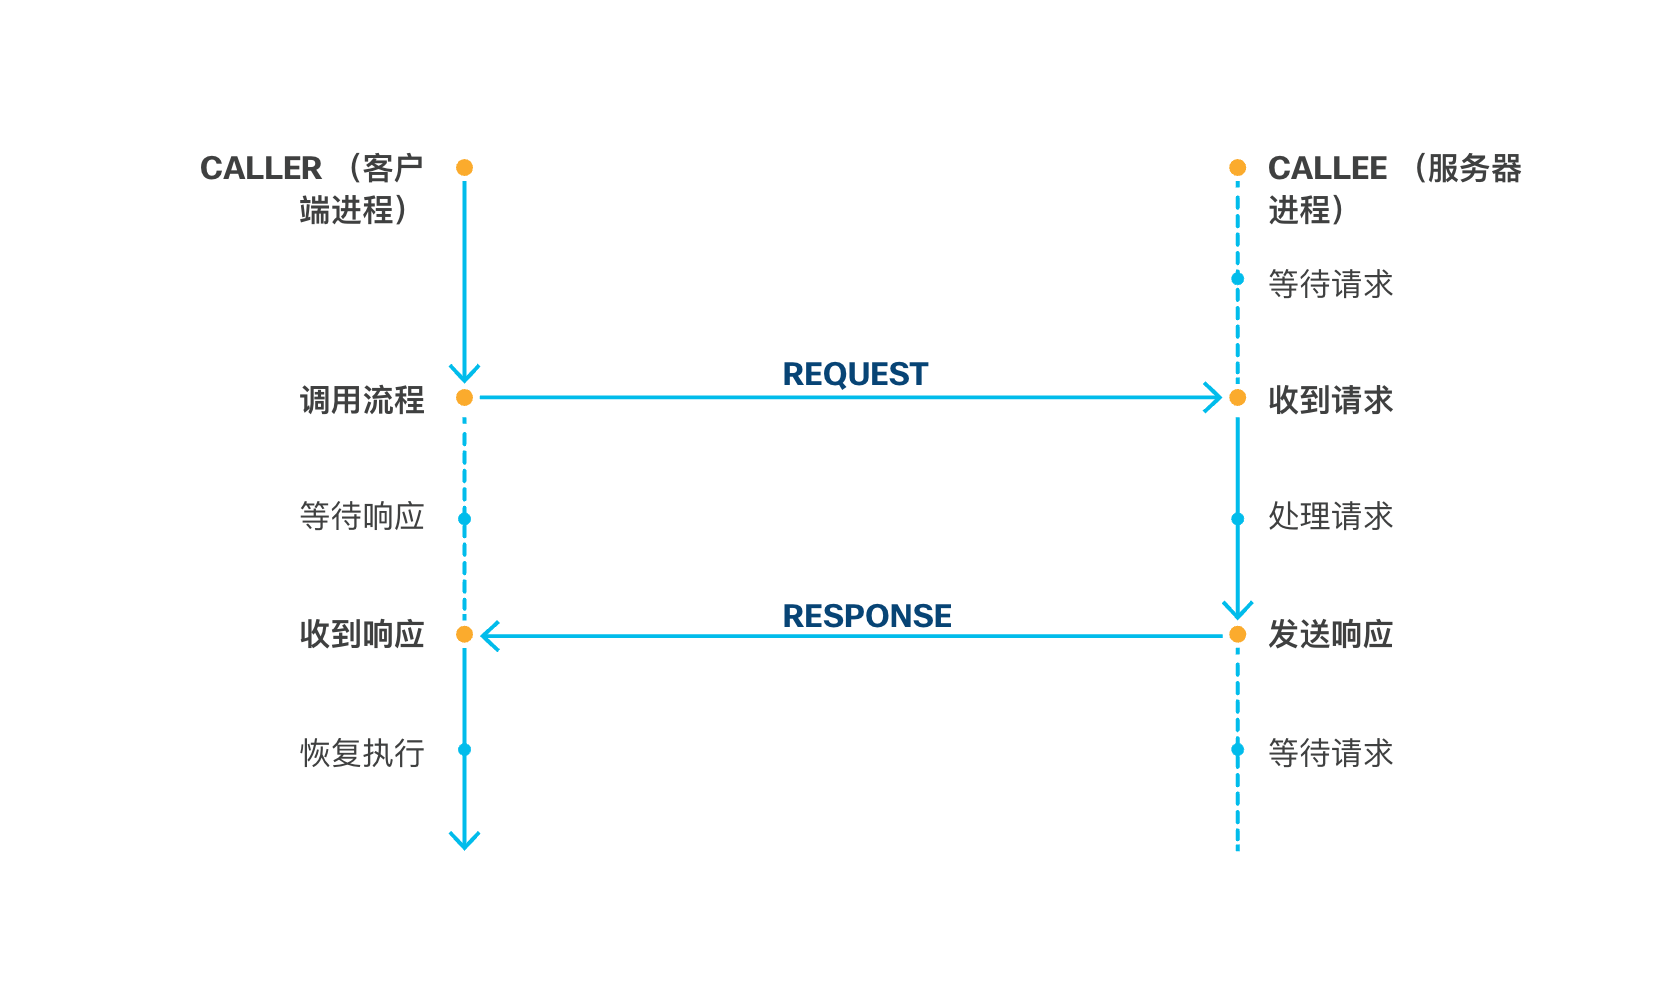 CALLER （客户
端进程）
CALLEE （服务器
进程）
等待请求
REQUEST
调用流程
收到请求
等待响应
处理请求
RESPONSE
收到响应
发送响应
恢复执行
等待请求